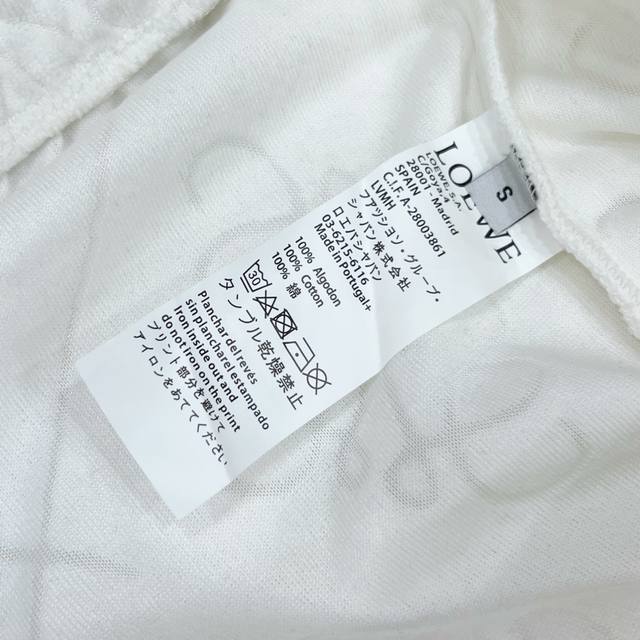 LOEWE
S
LOEWE S.A.
C/Goya 4
28001 - Madrid
SPAIN
C.I.F. A-28003861
LVMH
ファッション・グループ・
ジャパン株式会社
ロエベジャパン
03-6215-6116
Made in Portugal+
100% Algodon
100% Cotton
100% 綿
30
Planchar del revés
sin plancharel estampado
Iron inside out and
do not iron on the print
タンブル乾燥禁止
プリント部分を避けて
アイロンをあててください